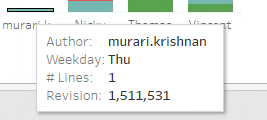 murari.k Nicky Thomas Vincent
Author: murari.krishnan
Weekday: Thu
# Lines: 1
Revision: 1,511,531